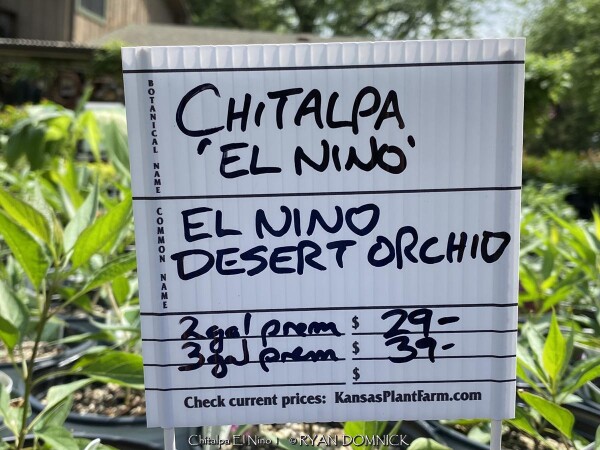 BOTANICAL NAME
CHITALPA
'EL NINO'
COMMON NAME
EL NINO
DESERT ORCHID
2gal prem $ 29-
3gal prem $ 39-
$
Check current prices: KansasPlantFarm.com
Chitalpa El Nino | © RYAN DOMNICK